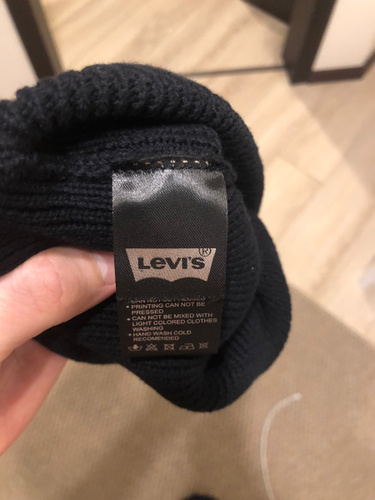 Levi's®
• PRINTING CAN NOT BE
PRESSED
• CAN NOT BE MIXED WITH
LIGHT COLORED CLOTHES
WASHING
• HAND WASH COLD
RECOMENDED